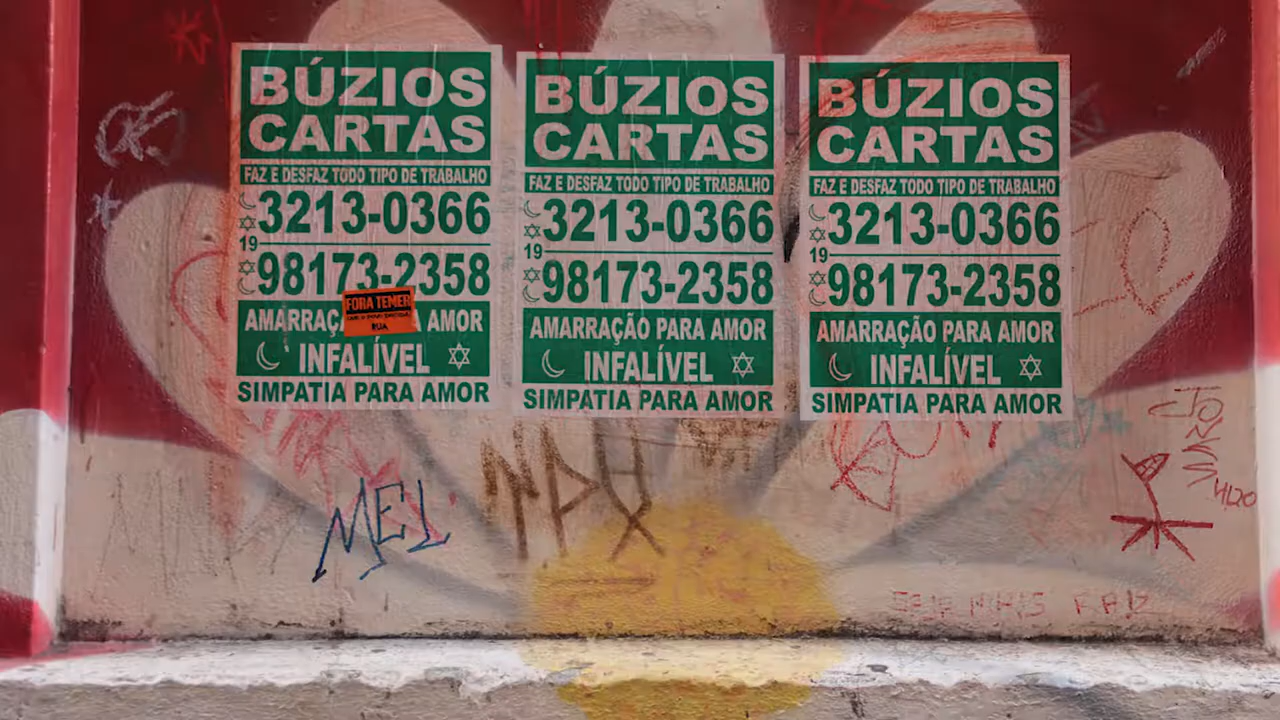 BÚZIOS
CARTAS
FAZ E DESFAZ TODO TIPO DE TRABALHO
3213-0366
19
98173-2358
FORA TEMER
RUA
AMARRAÇ AMOR
INFALÍVEL
SIMPATIA PARA AMOR
BÚZIOS
CARTAS
FAZ E DESFAZ TODO TIPO DE TRABALHO
3213-0366
19
98173-2358
AMARRAÇÃO PARA AMOR
INFALÍVEL
SIMPATIA PARA AMOR
BÚZIOS
CARTAS
FAZ E DESFAZ TODO TIPO DE TRABALHO
3213-0366
19
98173-2358
AMARRAÇÃO PARA AMOR
INFALÍVEL
SIMPATIA PARA AMOR
MEL
H20